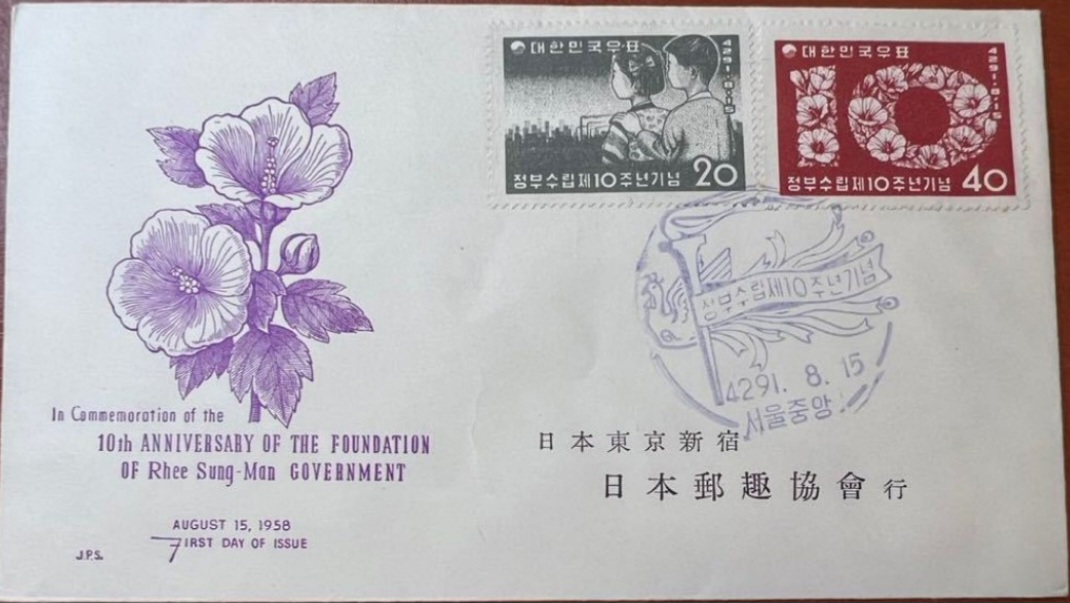 대한민국우표
4291.8.15
정부수립제10주년기념 20
대한민국우표
4291.8.15
10
정부수립제10주년기념 40
정부수립제10주년기념
4291. 8. 15
서울중앙
In Commemoration of the
10th ANNIVERSARY OF THE FOUNDATION
OF Rhee Sung-Man GOVERNMENT
AUGUST 15, 1958
FIRST DAY OF ISSUE
J.P.S.
日本東京新宿
日本郵趣協會行